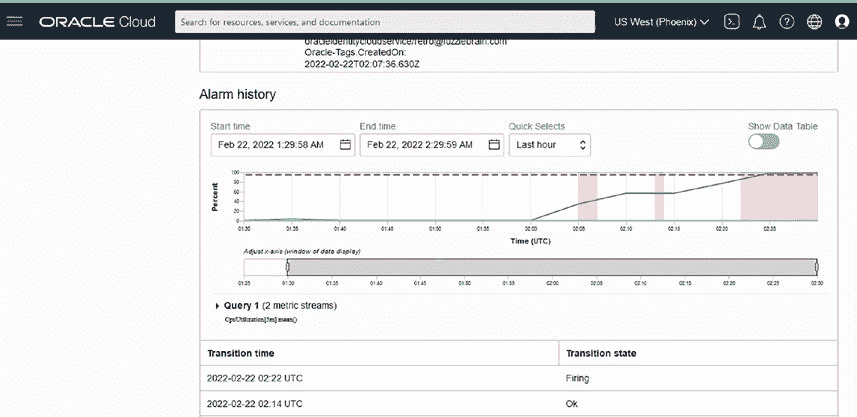 ORACLE Cloud
Search for resources, services, and documentation
US West (Phoenix)
oracleidentitycloudservice/retro@fuzzlebrain.com
Oracle-Tags.CreatedOn:
2022-02-22T02:07:36.630Z
Alarm history
Start time End time Quick Selects Show Data Table
Feb 22, 2022 1:29:58 AM Feb 22, 2022 2:29:59 AM Last hour
Percent
100
80
60
40
20
0
01:30 01:35 01:40 01:45 01:50 01:55 02:00 02:05 02:10 02:15 02:20 02:25
Time (UTC)
Adjust x-axis (window of data display)
01:25 01:30 01:35 01:40 01:45 01:50 01:55 02:00 02:05 02:10 02:15 02:20 02:25 02:30
Query 1 (2 metric streams)
CpuUtilization[5m].mean()
Transition time Transition state
2022-02-22 02:22 UTC Firing
2022-02-22 02:14 UTC Ok